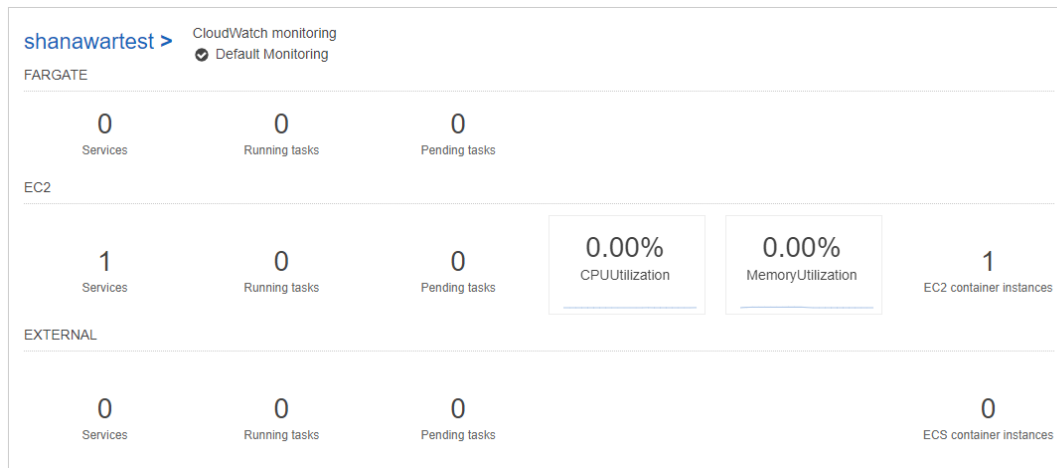 shanawartest > CloudWatch monitoring
Default Monitoring
FARGATE
0 0 0
Services Running tasks Pending tasks
EC2
1 0 0 0.00% 0.00% 1
Services Running tasks Pending tasks CPUUtilization MemoryUtilization EC2 container instances
EXTERNAL
0 0 0 0
Services Running tasks Pending tasks ECS container instances